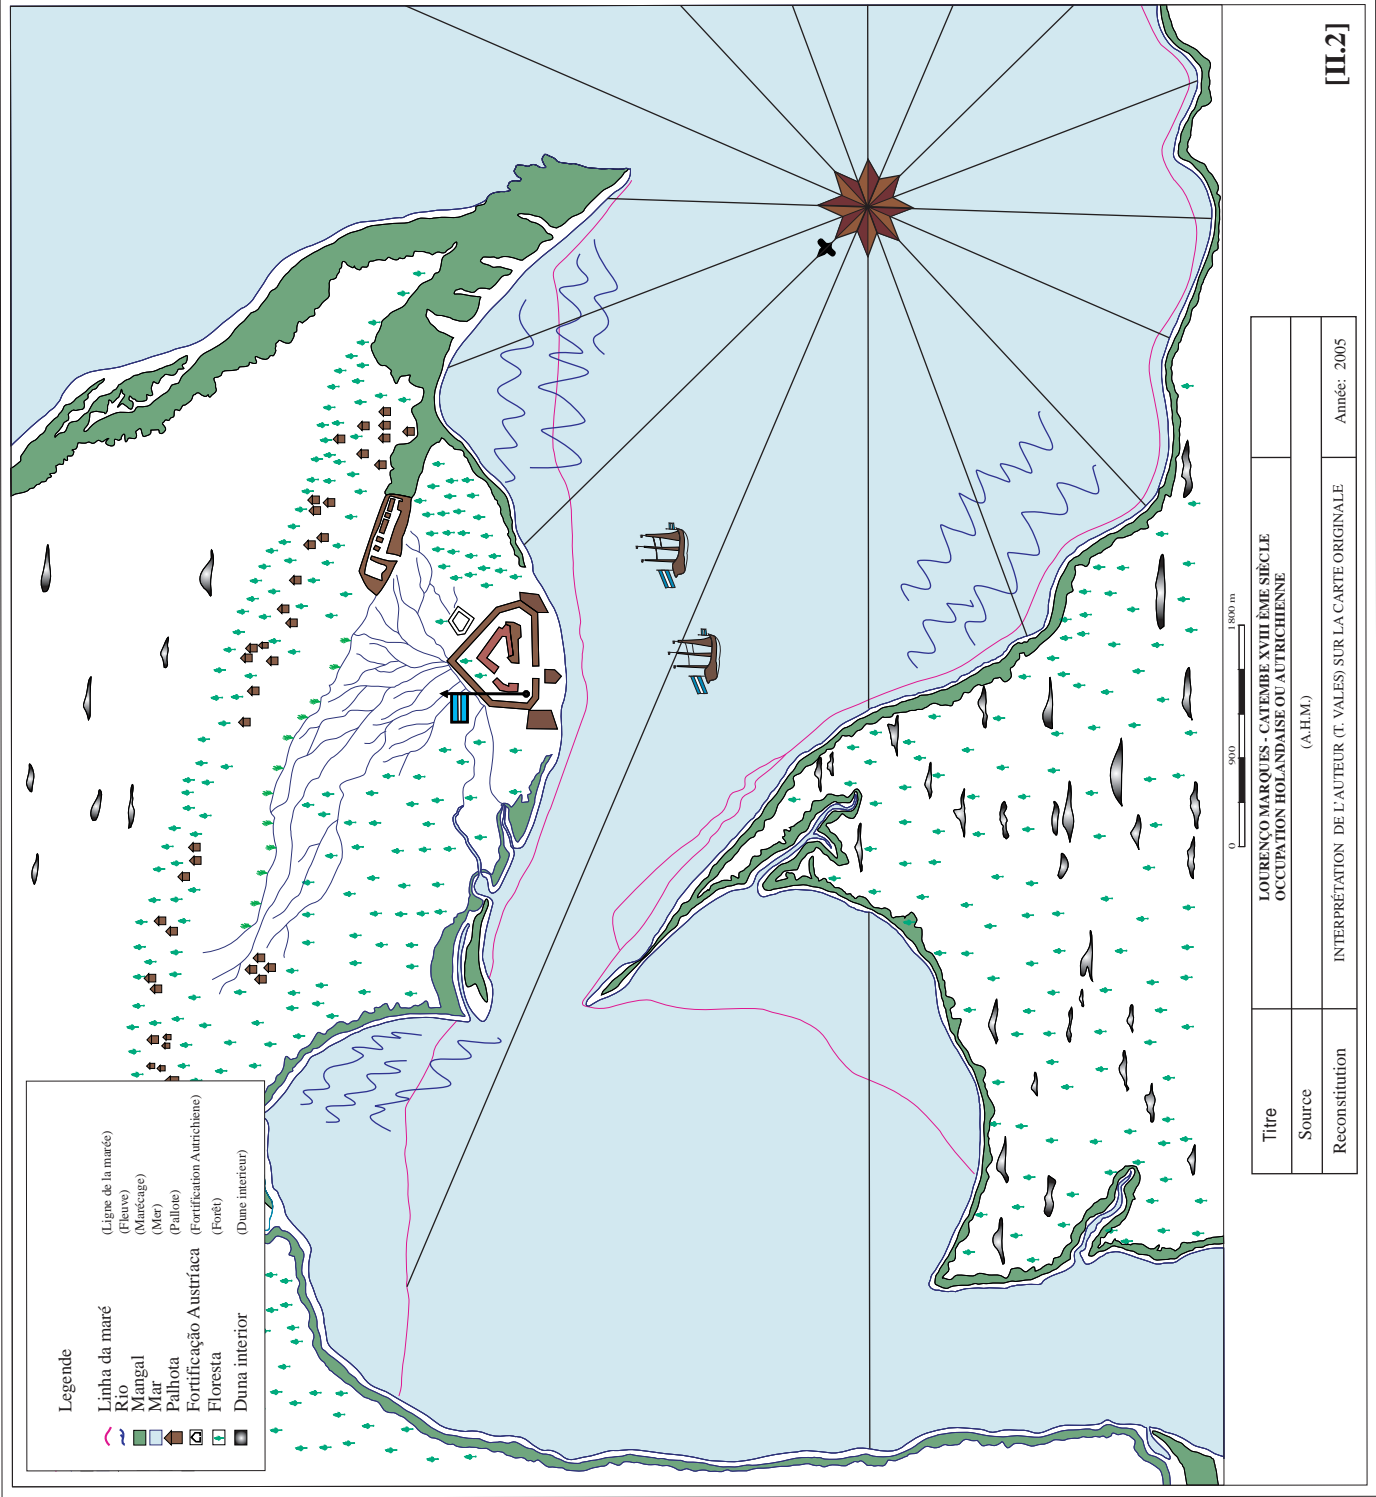 Legende
Linha da maré (Ligne de la marée)
Rio (Fleuve)
Mangal (Marécage)
Mar (Mer)
Palhota (Pallote)
Fortificação Austríaca (Fortification Autrichiene)
Floresta (Forêt)
Duna interior (Dune interieur)
0 900 1800 m
Titre
LOURENÇO MARQUES - CATEMBE XVIII ÈME SIÈCLE
OCCUPATION HOLANDAISE OU AUTRICHIENNE
Source (A.H.M.)
Reconstitution INTERPRÉTATION DE L'AUTEUR (T. VALES) SUR LA CARTE ORIGINALE Année: 2005
[II.2]